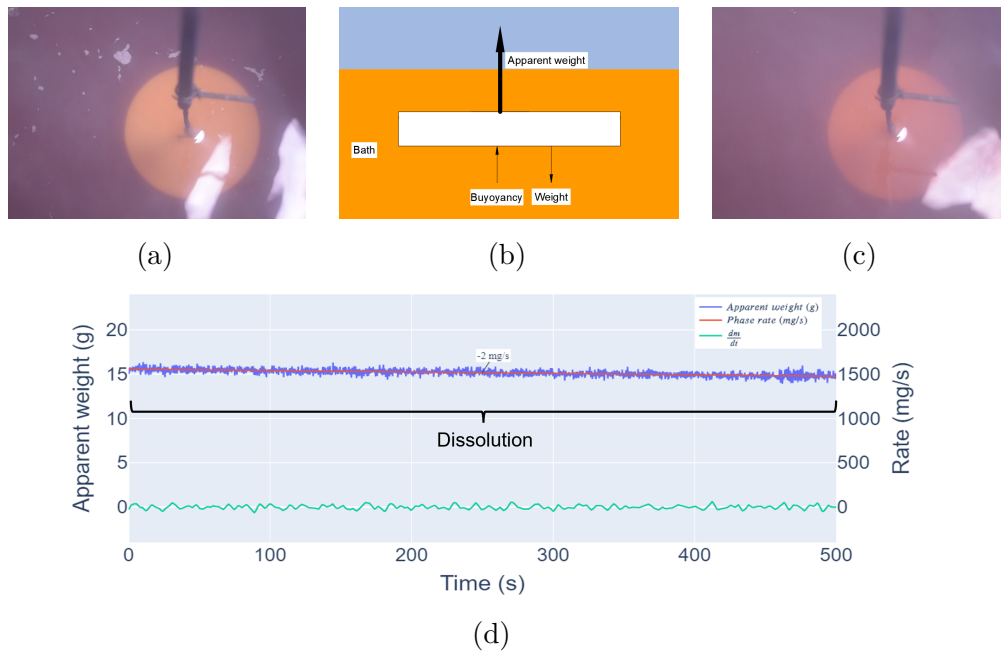 Apparent weight
Bath
Buyoyancy
Weight
(a)
(b)
(c)
Apparent weight (g)
Phase rate (mg/s)
dm
dt
20
2000
-2 mg/s
15
1500
10
1000
Dissolution
5
500
0
0
Apparent weight (g)
Rate (mg/s)
0
100
200
300
400
500
Time (s)
(d)